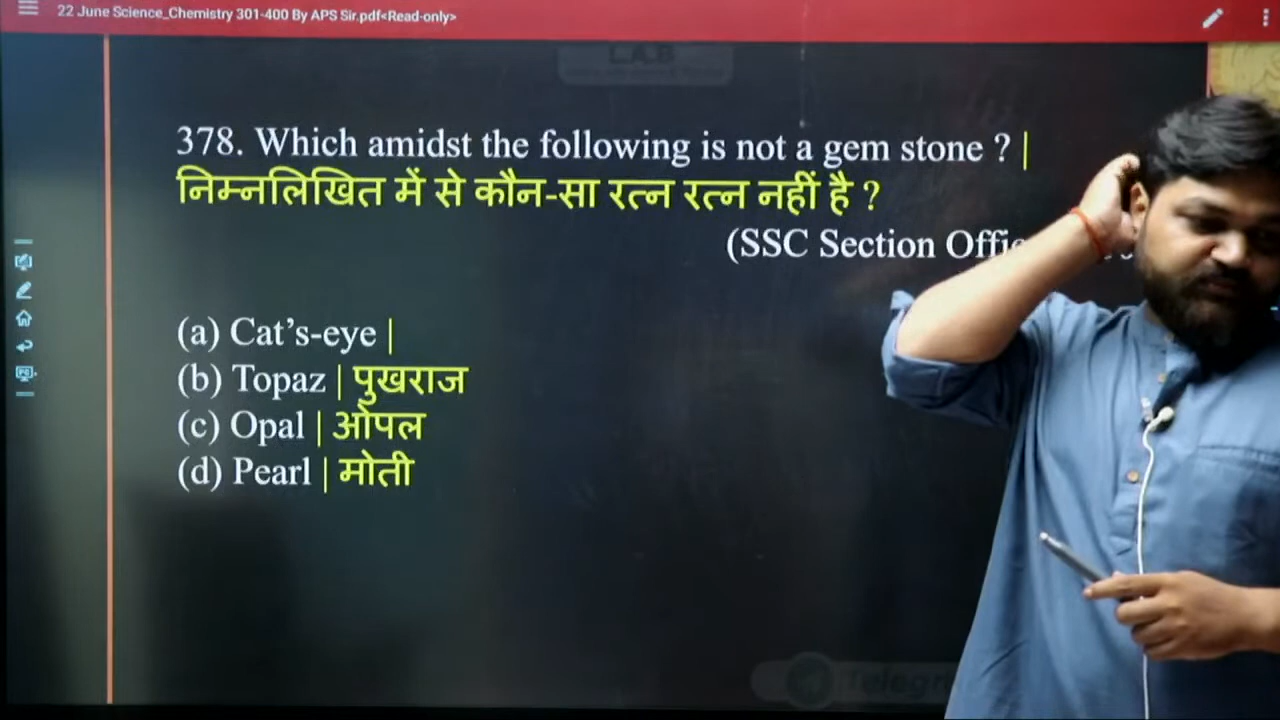 22 June Science_Chemistry 301-400 By APS Sir.pdf<Read-only>
L.A.B
378. Which amidst the following is not a gem stone ? |
निम्नलिखित में से कौन-सा रत्न रत्न नहीं है ?
(SSC Section
(a) Cat’s-eye |
(b) Topaz | पुखराज
(c) Opal | ओपल
(d) Pearl | मोती